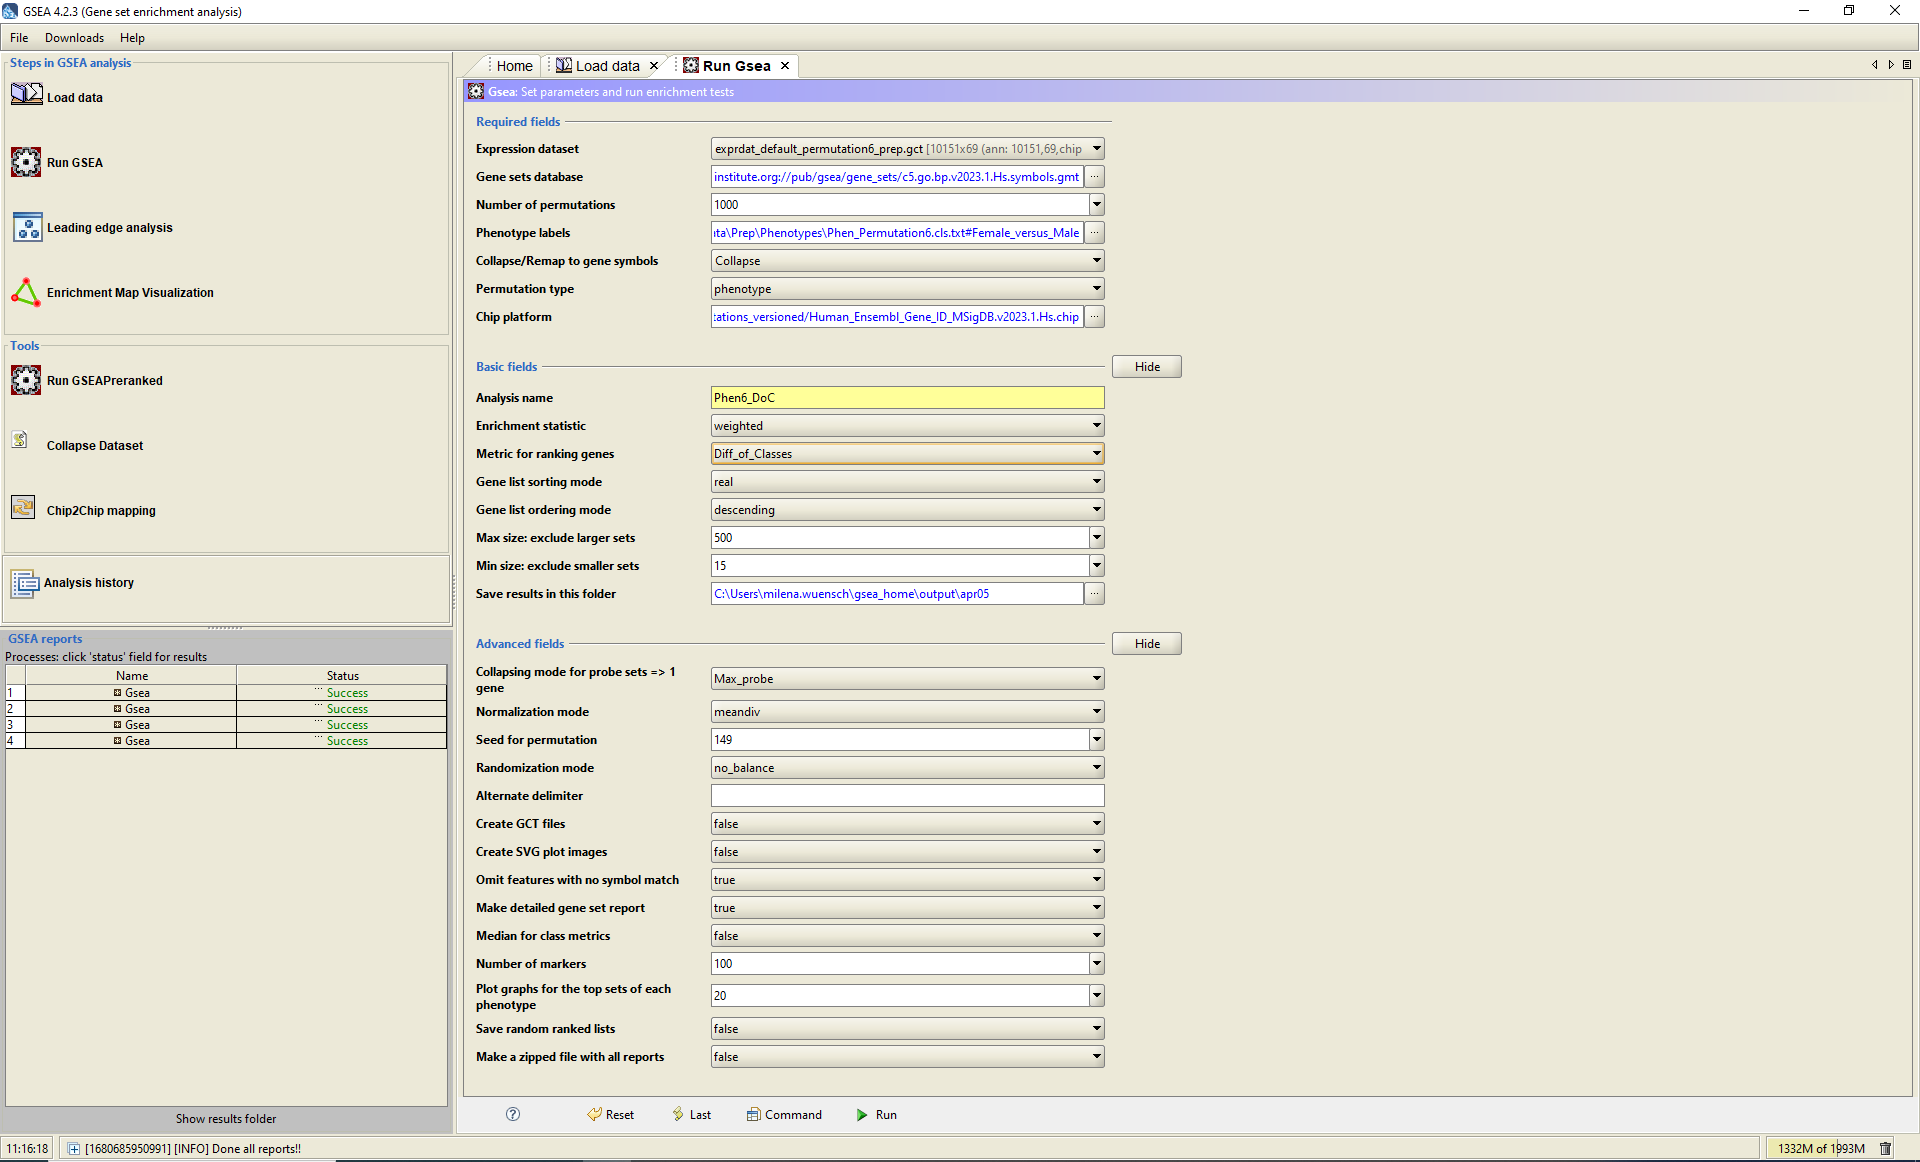 GSEA 4.2.3 (Gene set enrichment analysis)
File Downloads Help
Steps in GSEA analysis
Load data
Run GSEA
Leading edge analysis
Enrichment Map Visualization
Tools
Run GSEAPreranked
Collapse Dataset
Chip2Chip mapping
Analysis history
GSEA reports
Processes: click 'status' field for results
Name Status
1 Gsea ... Success
2 Gsea ... Success
3 Gsea ... Success
4 Gsea ... Success
Show results folder
Home Load data Run Gsea
Gsea: Set parameters and run enrichment tests
Required fields
Expression dataset exprdat_default_permutation6_prep.gct [10151x69 (ann: 10151,69,chip
Gene sets database institute.org://pub/gsea/gene_sets/c5.go.bp.v2023.1.Hs.symbols.gmt ...
Number of permutations 1000
Phenotype labels ta\Prep\Phenotypes\Phen_Permutation6.cls.txt#Female_versus_Male ...
Collapse/Remap to gene symbols Collapse
Permutation type phenotype
Chip platform tations_versioned/Human_Ensembl_Gene_ID_MSigDB.v2023.1.Hs.chip ...
Basic fields Hide
Analysis name Phen6_DoC
Enrichment statistic weighted
Metric for ranking genes Diff_of_Classes
Gene list sorting mode real
Gene list ordering mode descending
Max size: exclude larger sets 500
Min size: exclude smaller sets 15
Save results in this folder C:\Users\milena.wuensch\gsea_home\output\apr05 ...
Advanced fields Hide
Collapsing mode for probe sets => 1
gene Max_probe
Normalization mode meandiv
Seed for permutation 149
Randomization mode no_balance
Alternate delimiter
Create GCT files false
Create SVG plot images false
Omit features with no symbol match true
Make detailed gene set report true
Median for class metrics false
Number of markers 100
Plot graphs for the top sets of each
phenotype 20
Save random ranked lists false
Make a zipped file with all reports false
? Reset Last Command Run
11:16:18 [1680685950991] [INFO] Done all reports!! 1332M of 1993M